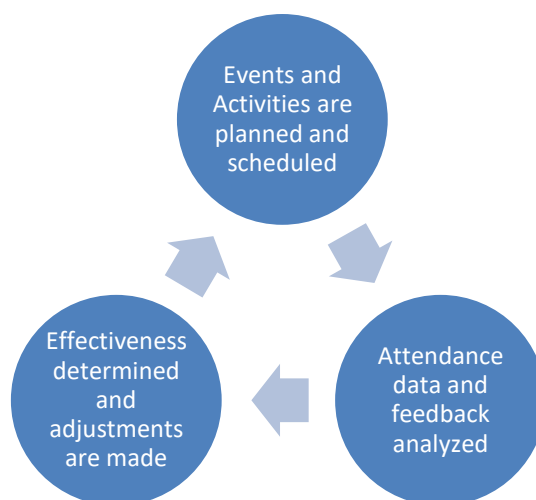 Events and
Activities are
planned and
scheduled
Attendance
data and
feedback
analyzed
Effectiveness
determined
and
adjustments
are made